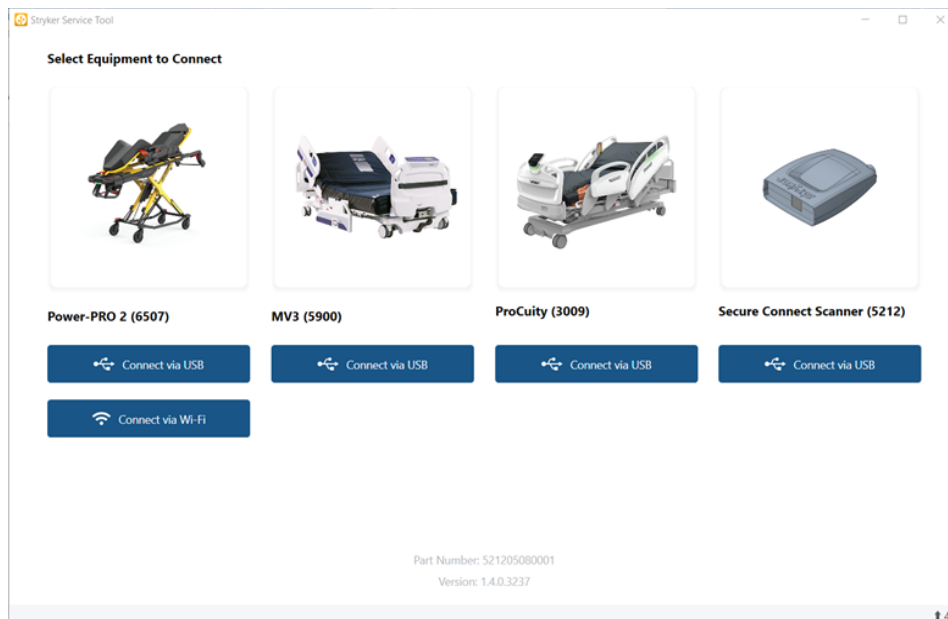 Stryker Service Tool
Select Equipment to Connect
Power-PRO 2 (6507)
MV3 (5900)
ProCuity (3009)
Secure Connect Scanner (5212)
Connect via USB
Connect via USB
Connect via USB
Connect via USB
Connect via Wi-Fi
Part Number: 521205080001
Version: 1.4.0.3237